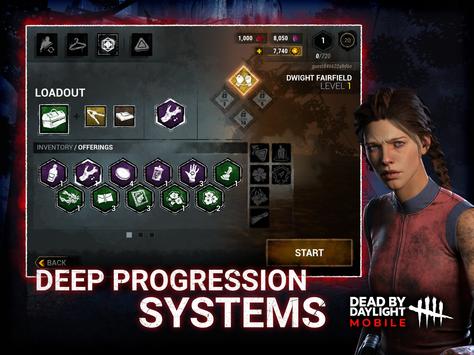 1,000
8,050
7,740
1
20
0 / 720
DWIGHT FAIRFIELD
LEVEL 1
LOADOUT
INVENTORY / OFFERINGS
BACK
START
DEEP PROGRESSION
SYSTEMS
DEAD BY
DAYLIGHT
MOBILE